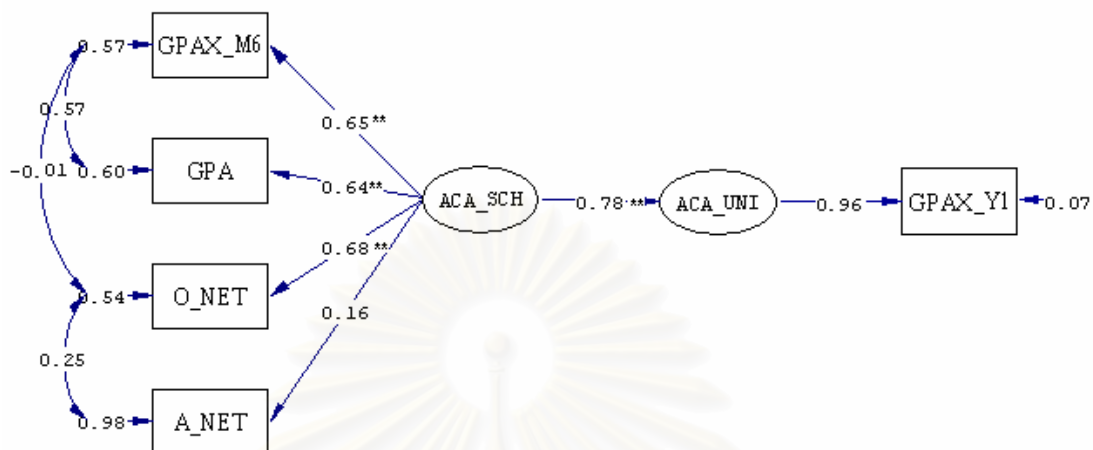 0.57 GPAX_M6
0.57
0.65**
-0.01 0.60 GPA
0.64** ACA_SCH 0.78** ACA_UNI 0.96 GPAX_Y1 0.07
0.68**
0.54 O_NET
0.16
0.25
0.98 A_NET